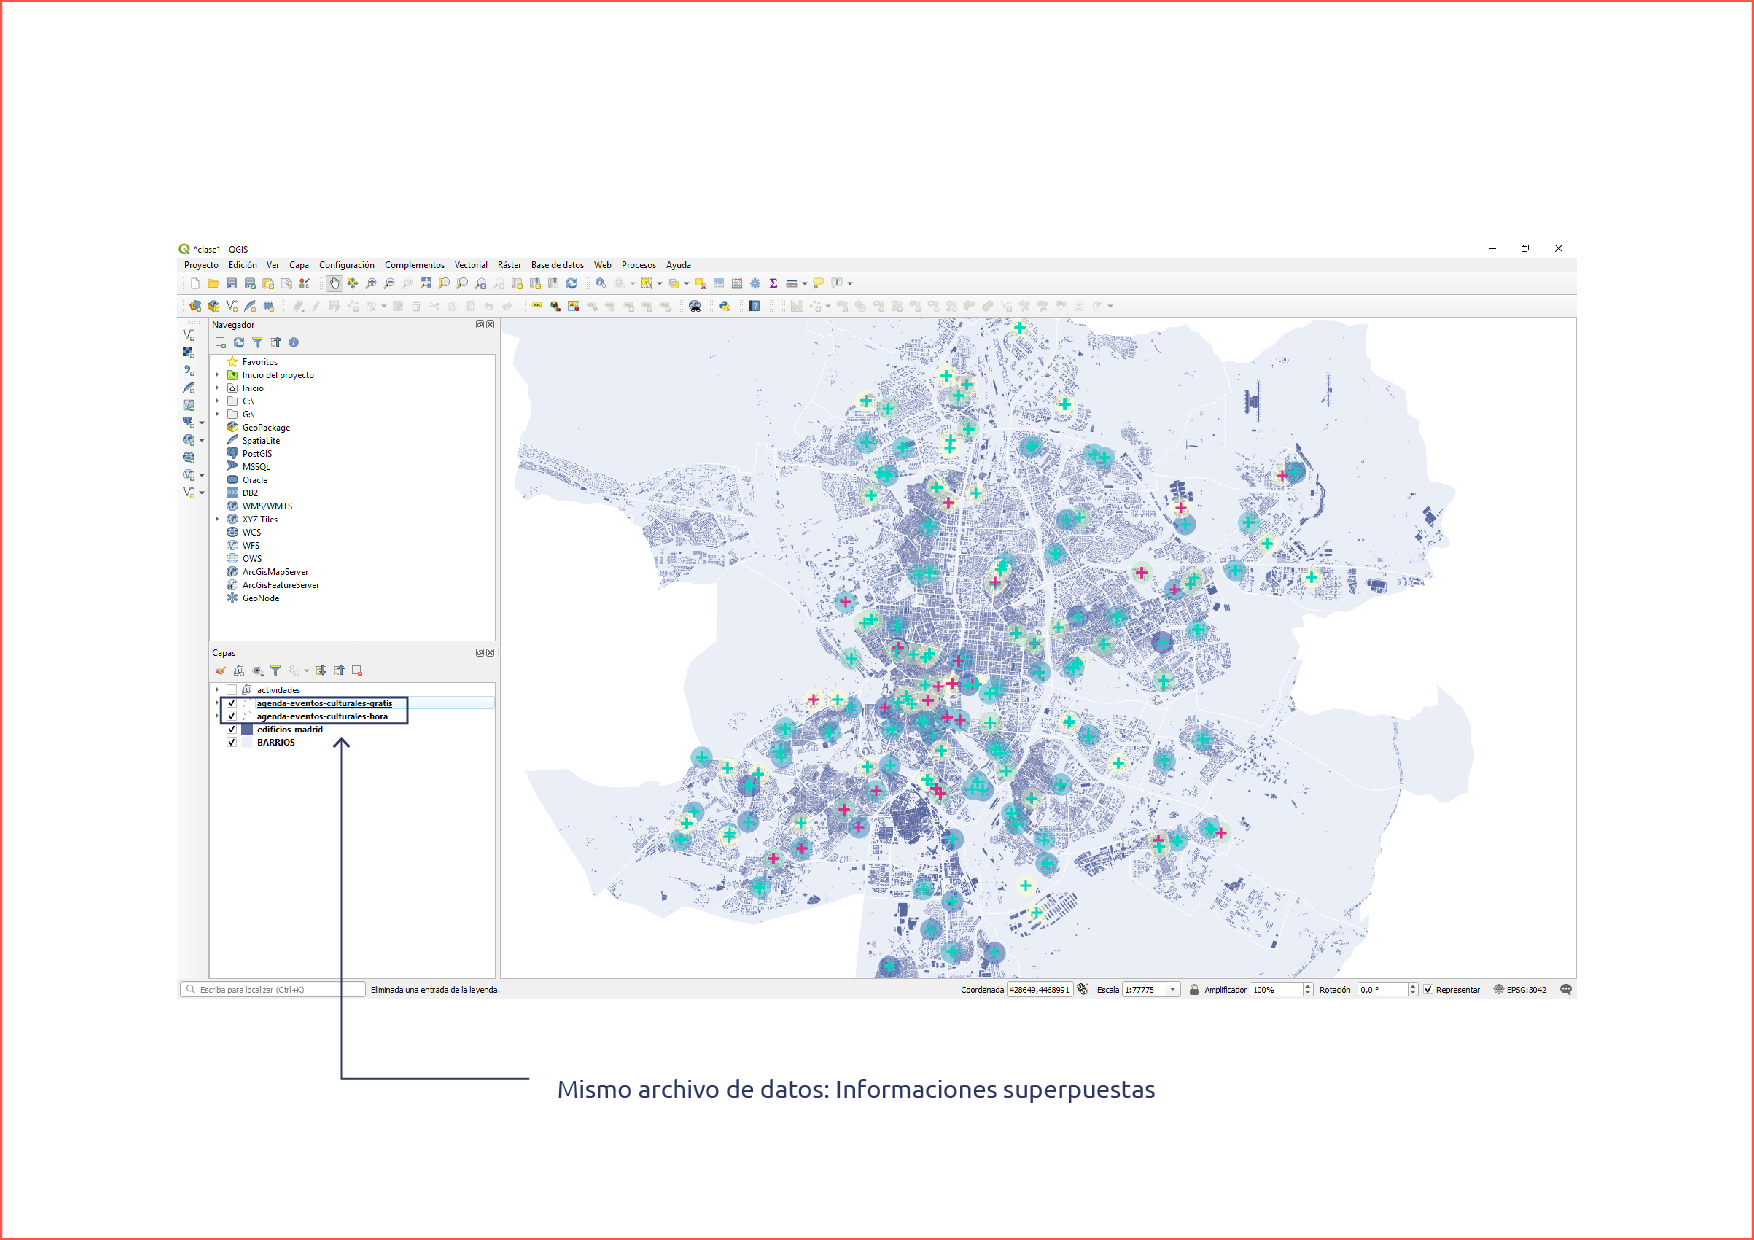 *clase1 QGIS
Proyecto Edición Ver Capa Configuración Complementos Vectorial Ráster Base de datos Web Procesos Ayuda
Navegador
Favoritos
Inicio del proyecto
Inicio
C:\
G:\
GeoPackage
SpatiaLite
PostGIS
MSSQL
Oracle
DB2
WMS/WMTS
XYZ Tiles
WCS
WFS
OWS
ArcGisMapServer
ArcGisFeatureServer
GeoNode
Capas
actividades
agenda-eventos-culturales-gratis
agenda-eventos-culturales-hora
edificios_madrid
BARRIOS
Escriba para localizar (Ctrl+K) Eliminada una entrada de la leyenda. Coordenada 428649,4468991 Escala 1:77775 Amplificador 100% Rotación 0,0 ° Representar EPSG:3042
Mismo archivo de datos: Informaciones superpuestas